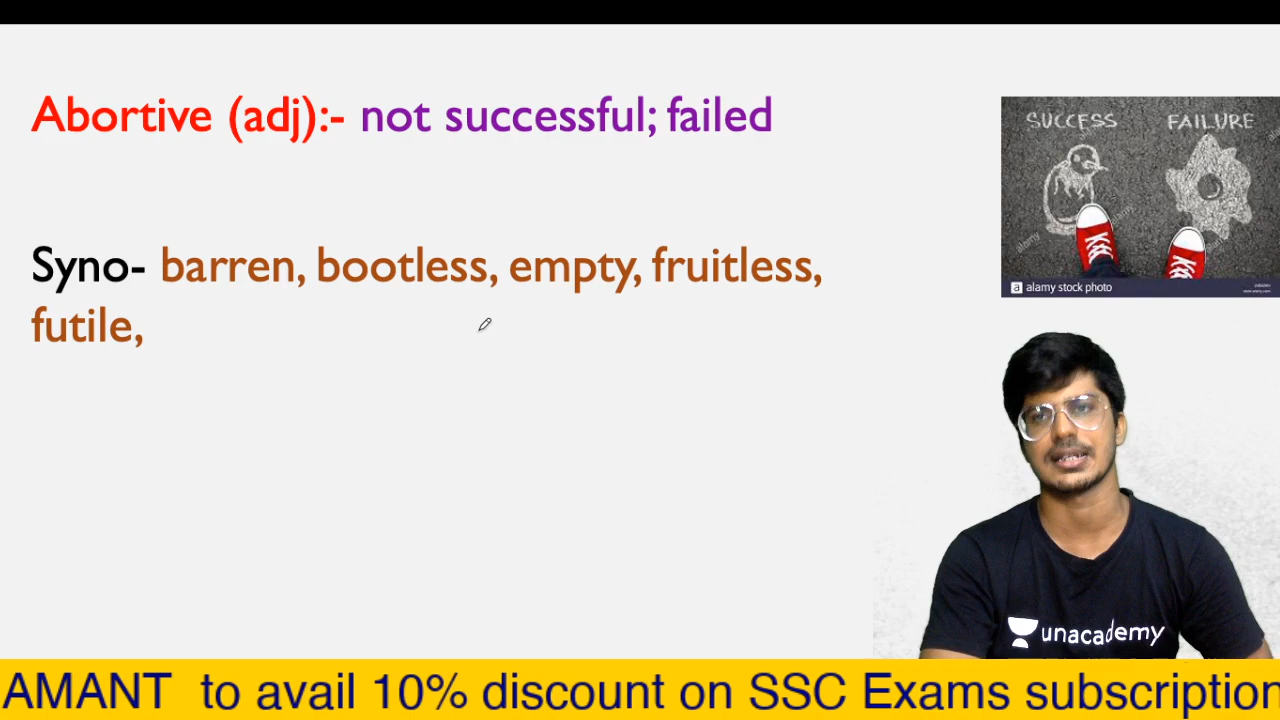 Abortive (adj):- not successful; failed
SUCCESS FAILURE
Syno- barren, bootless, empty, fruitless,
futile,
a alamy stock photo
unacademy
AMANT to avail 10% discount on SSC Exams subscription